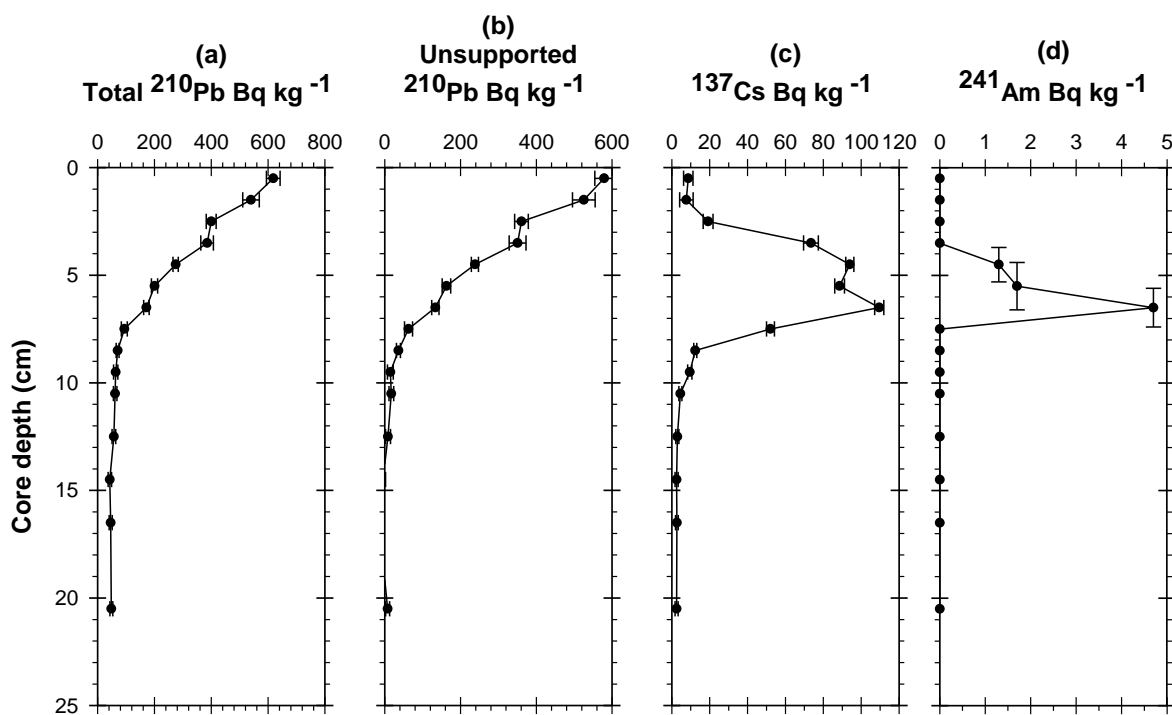 (a)
Total ²¹⁰Pb Bq kg ⁻¹
(b)
Unsupported
²¹⁰Pb Bq kg ⁻¹
(c)
¹³⁷Cs Bq kg ⁻¹
(d)
²⁴¹Am Bq kg ⁻¹
0 200 400 600 800
0 200 400 600
0 20 40 60 80 100 120
0 1 2 3 4 5
Core depth (cm)
0
5
10
15
20
25